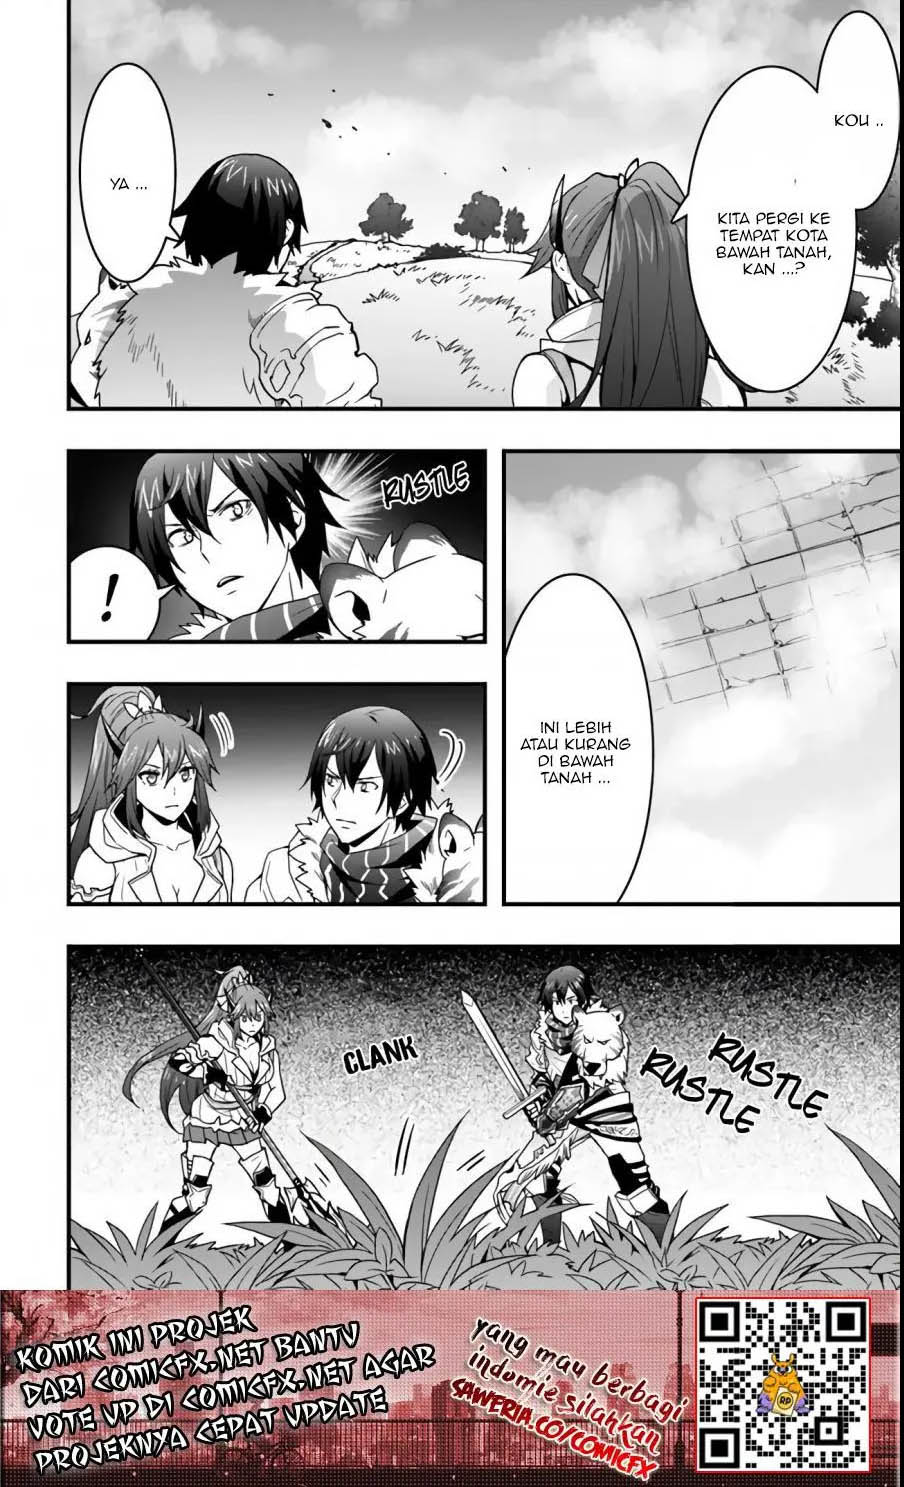 KOU ..
KITA PERGI KE
TEMPAT KOTA
BAWAH TANAH,
KAN ...?
YA ...
INI LEBIH
ATAU KURANG
DI BAWAH
TANAH ...
RUSTLE
!
CLANK
RUSTLE
RUSTLE
KOMIK INI PROJEK
DARI COMICFX.NET BANTU
VOTE UP DI COMICFX.NET AGAR
PROJEKNYA CEPAT UPDATE
yang mau berbagi
indomie silahkan
SAWERIA.CO/COMICFX
RP